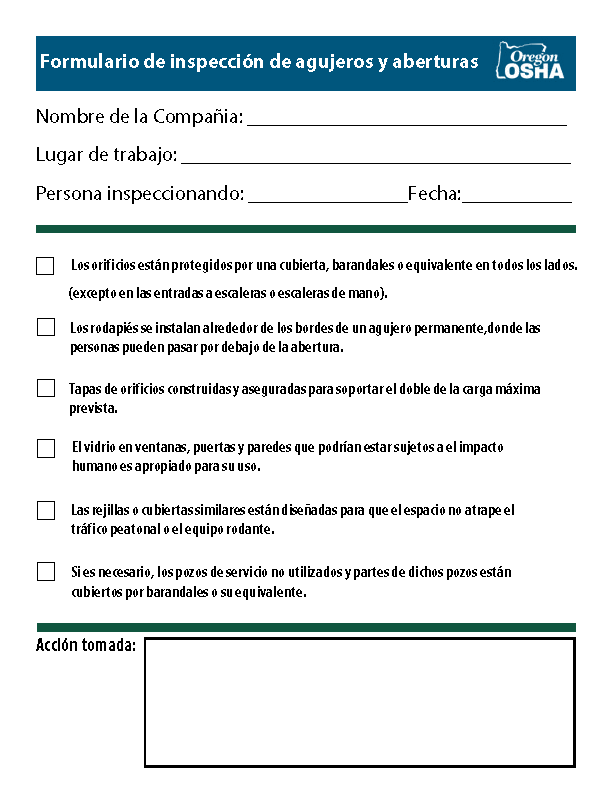 Formulario de inspección de agujeros y aberturas
Oregon
OSHA
Nombre de la Compañia: ________________________________
Lugar de trabajo: _______________________________________
Persona inspeccionando: ________________Fecha:___________
Los orificios están protegidos por una cubierta, barandales o equivalente en todos los lados.
(excepto en las entradas a escaleras o escaleras de mano).
Los rodapiés se instalan alrededor de los bordes de un agujero permanente,donde las
personas pueden pasar por debajo de la abertura.
Tapas de orificios construidas y aseguradas para soportar el doble de la carga máxima
prevista.
El vidrio en ventanas, puertas y paredes que podrían estar sujetos a el impacto
humano es apropiado para su uso.
Las rejillas o cubiertas similares están diseñadas para que el espacio no atrape el
tráfico peatonal o el equipo rodante.
Si es necesario, los pozos de servicio no utilizados y partes de dichos pozos están
cubiertos por barandales o su equivalente.
Acción tomada: